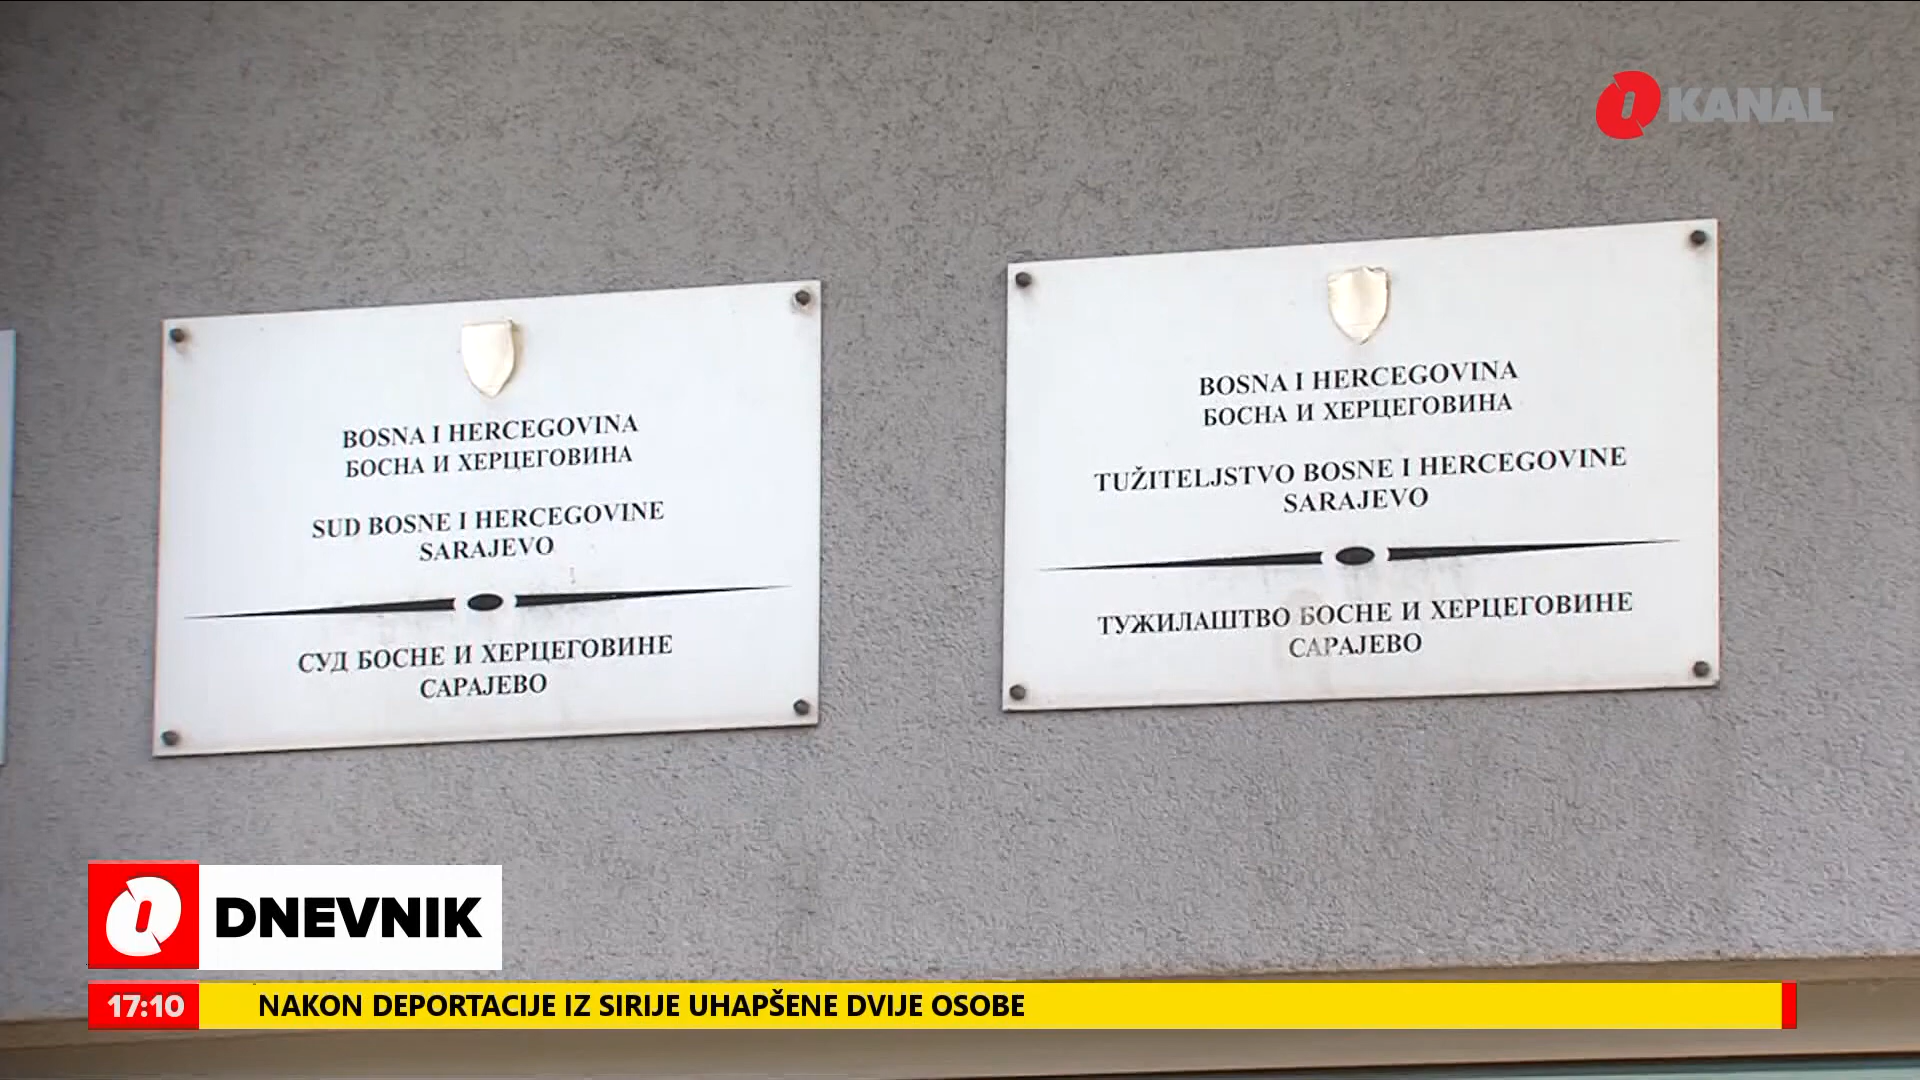 KANAL
BOSNA I HERCEGOVINA
БОСНА И ХЕРЦЕГОВИНА
SUD BOSNE I HERCEGOVINE
SARAJEVO
СУД БОСНЕ И ХЕРЦЕГОВИНЕ
САРАЈЕВО
BOSNA I HERCEGOVINA
БОСНА И ХЕРЦЕГОВИНА
TUŽITELJSTVO BOSNE I HERCEGOVINE
SARAJEVO
ТУЖИЛАШТВО БОСНЕ И ХЕРЦЕГОВИНЕ
САРАЈЕВО
DNEVNIK
17:10 NAKON DEPORTACIJE IZ SIRIJE UHAPŠENE DVIJE OSOBE